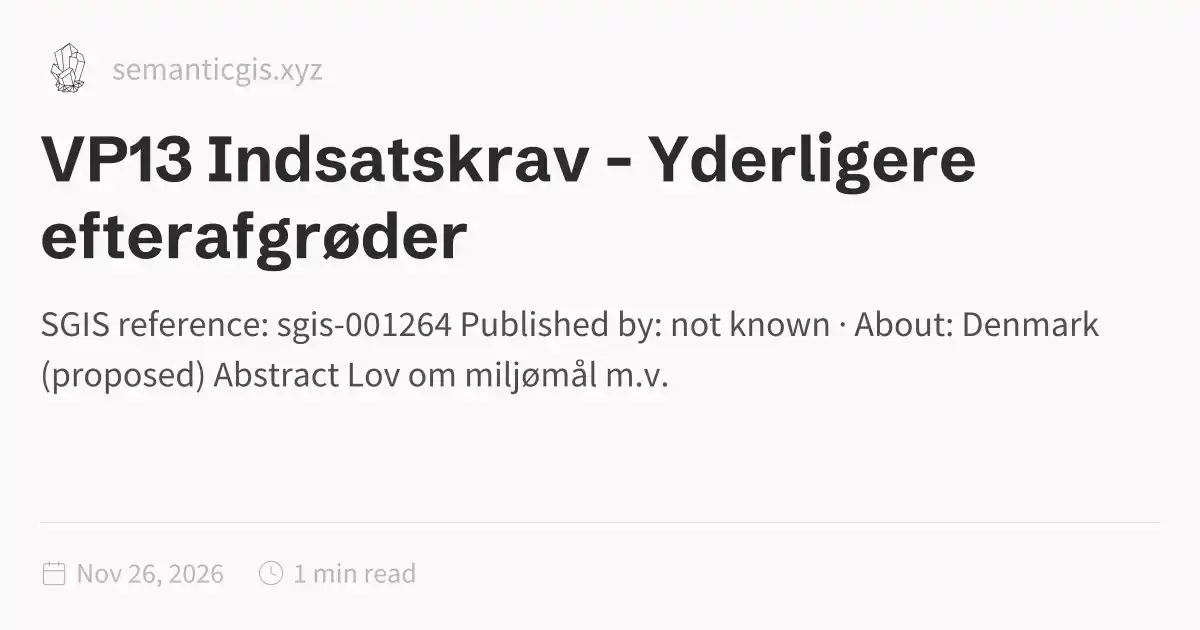 semanticgis.xyz
VP13 Indsatskrav - Yderligere
efterafgrøder
SGIS reference: sgis-001264 Published by: not known · About: Denmark
(proposed) Abstract Lov om miljømål m.v.
Nov 26, 2026 1 min read